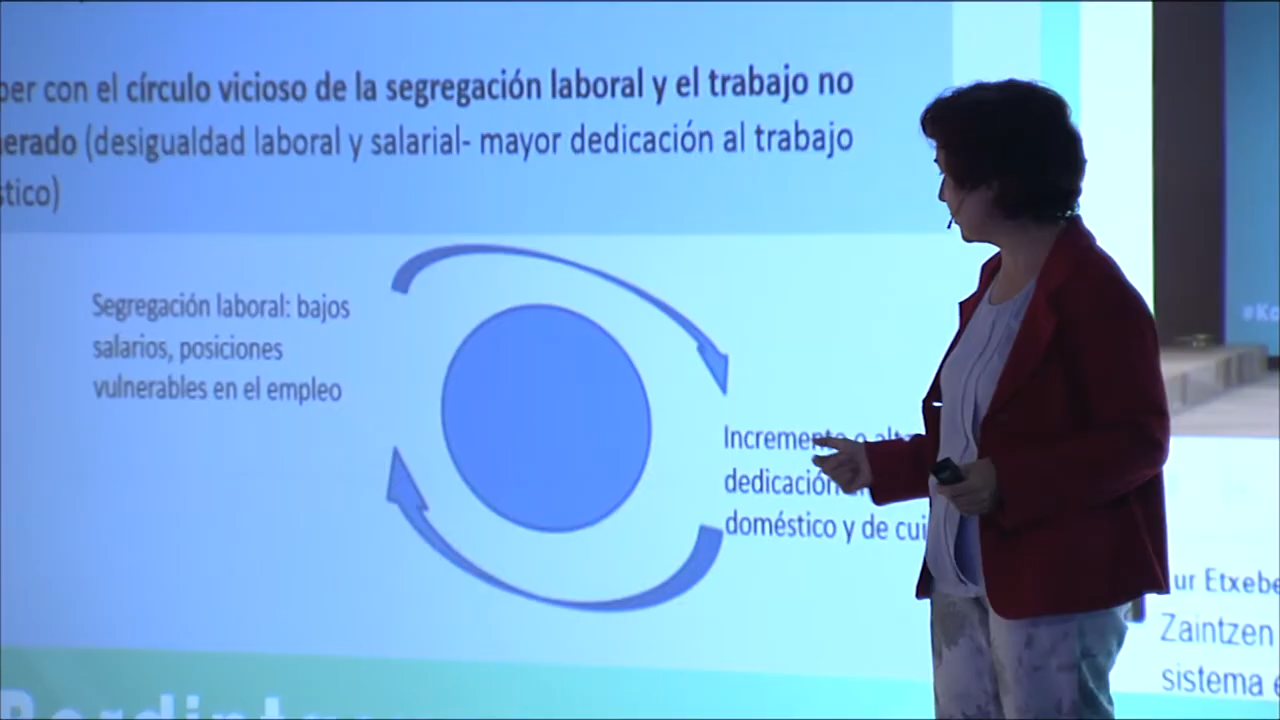 per con el círculo vicioso de la segregación laboral y el trabajo no
erado (desigualdad laboral y salarial- mayor dedicación al trabajo
stico)
Segregación laboral: bajos
salarios, posiciones
vulnerables en el empleo
Incremento o alta
dedicación
doméstico y de cui
ur Etxebe
Zaintzen
sistema e
#Ko